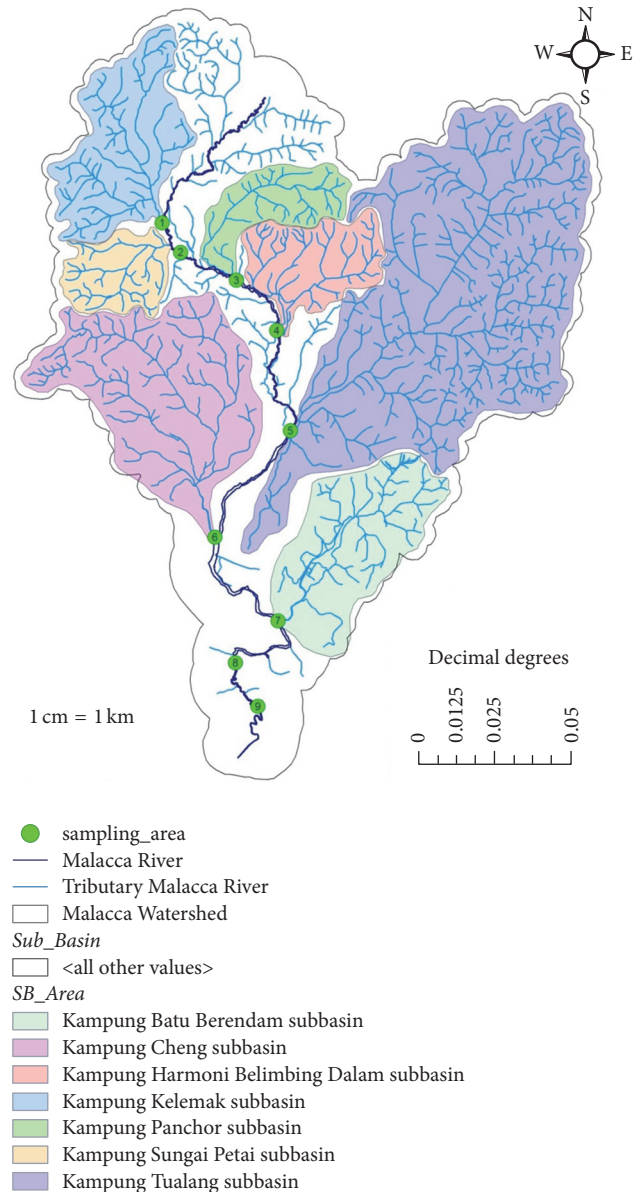 N
W E
S
1
2
3
4
5
6
7
8
9
Decimal degrees
1 cm = 1 km
0
0.0125
0.025
0.05
sampling_area
Malacca River
Tributary Malacca River
Malacca Watershed
Sub_Basin
<all other values>
SB_Area
Kampung Batu Berendam subbasin
Kampung Cheng subbasin
Kampung Harmoni Belimbing Dalam subbasin
Kampung Kelemak subbasin
Kampung Panchor subbasin
Kampung Sungai Petai subbasin
Kampung Tualang subbasin